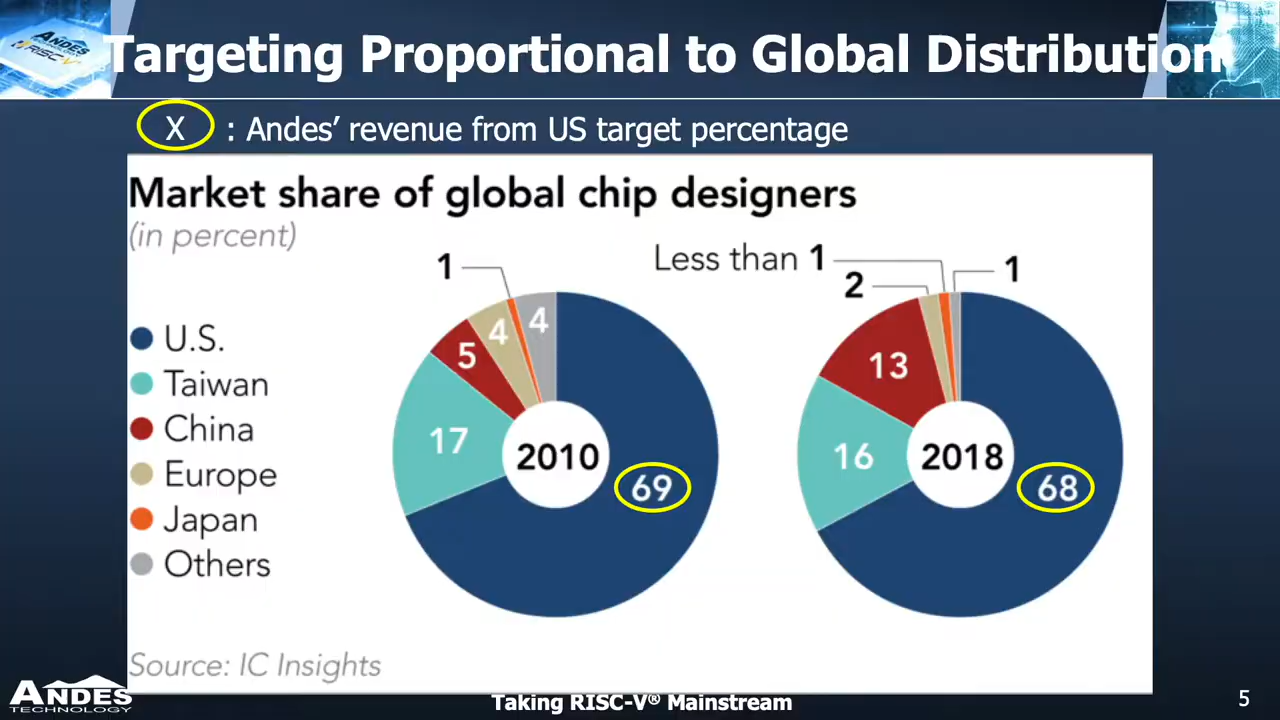 ANDES
RISC-V
Targeting Proportional to Global Distribution
X : Andes' revenue from US target percentage
Market share of global chip designers
(in percent)
U.S.
Taiwan
China
Europe
Japan
Others
1
4
4
5
17
2010
69
Less than 1
2
1
13
16
2018
68
Source: IC Insights
ANDES
TECHNOLOGY
Taking RISC-V® Mainstream
5